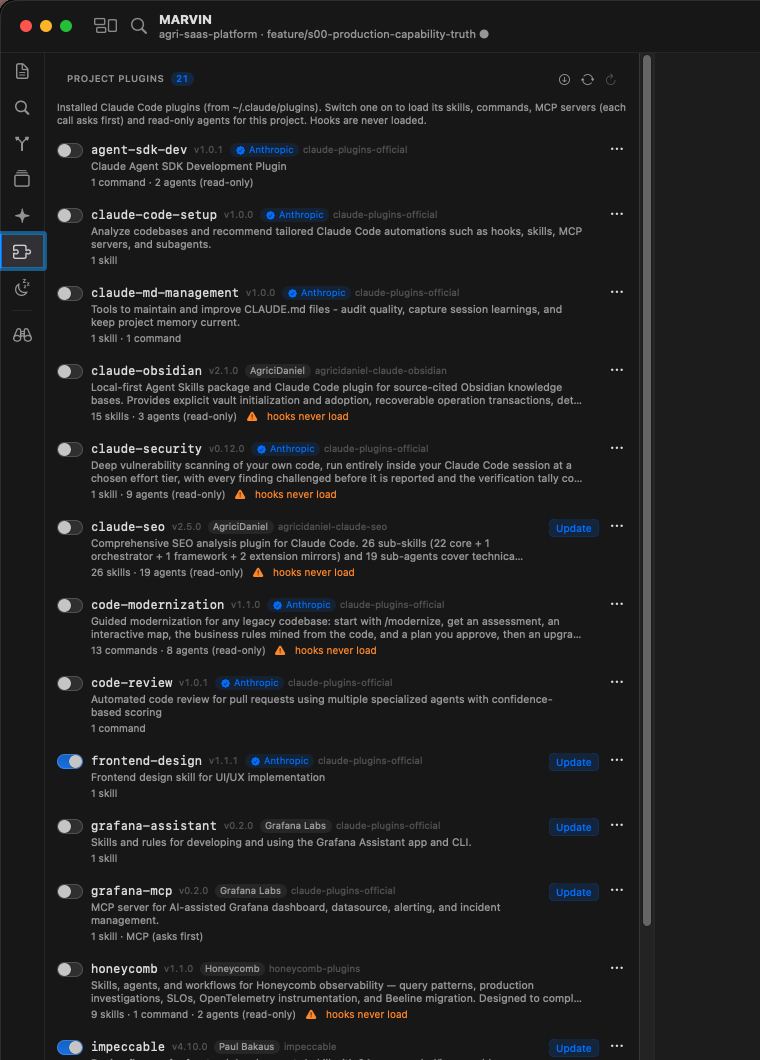 MARVIN
agri-saas-platform · feature/s00-production-capability-truth
PROJECT PLUGINS 21
Installed Claude Code plugins (from ~/.claude/plugins). Switch one on to load its skills, commands, MCP servers (each
call asks first) and read-only agents for this project. Hooks are never loaded.
agent-sdk-dev v1.0.1 Anthropic claude-plugins-official
Claude Agent SDK Development Plugin
1 command · 2 agents (read-only)
claude-code-setup v1.0.0 Anthropic claude-plugins-official
Analyze codebases and recommend tailored Claude Code automations such as hooks, skills, MCP
servers, and subagents.
1 skill
claude-md-management v1.0.0 Anthropic claude-plugins-official
Tools to maintain and improve CLAUDE.md files - audit quality, capture session learnings, and
keep project memory current.
1 skill · 1 command
claude-obsidian v2.1.0 AgriciDaniel agricidaniel-claude-obsidian
Local-first Agent Skills package and Claude Code plugin for source-cited Obsidian knowledge
bases. Provides explicit vault initialization and adoption, recoverable operation transactions, det...
15 skills · 3 agents (read-only) hooks never load
claude-security v0.12.0 Anthropic claude-plugins-official
Deep vulnerability scanning of your own code, run entirely inside your Claude Code session at a
chosen effort tier, with every finding challenged before it is reported and the verification tally co...
1 skill · 9 agents (read-only) hooks never load
claude-seo v2.5.0 AgriciDaniel agricidaniel-claude-seo Update
Comprehensive SEO analysis plugin for Claude Code. 26 sub-skills (22 core + 1
orchestrator + 1 framework + 2 extension mirrors) and 19 sub-agents cover technica...
26 skills · 19 agents (read-only) hooks never load
code-modernization v1.1.0 Anthropic claude-plugins-official
Guided modernization for any legacy codebase: start with /modernize, get an assessment, an
interactive map, the business rules mined from the code, and a plan you approve, then an upgra...
13 commands · 8 agents (read-only) hooks never load
code-review v1.0.1 Anthropic claude-plugins-official
Automated code review for pull requests using multiple specialized agents with confidence-
based scoring
1 command
frontend-design v1.1.1 Anthropic claude-plugins-official Update
Frontend design skill for UI/UX implementation
1 skill
grafana-assistant v0.2.0 Grafana Labs claude-plugins-official Update
Skills and rules for developing and using the Grafana Assistant app and CLI.
1 skill
grafana-mcp v0.2.0 Grafana Labs claude-plugins-official Update
MCP server for AI-assisted Grafana dashboard, datasource, alerting, and incident
management.
1 skill · MCP (asks first)
honeycomb v1.1.0 Honeycomb honeycomb-plugins
Skills, agents, and workflows for Honeycomb observability — query patterns, production
investigations, SLOs, OpenTelemetry instrumentation, and Beeline migration. Designed to compl...
9 skills · 1 command · 2 agents (read-only) hooks never load
impeccable v4.10.0 Paul Bakaus impeccable Update